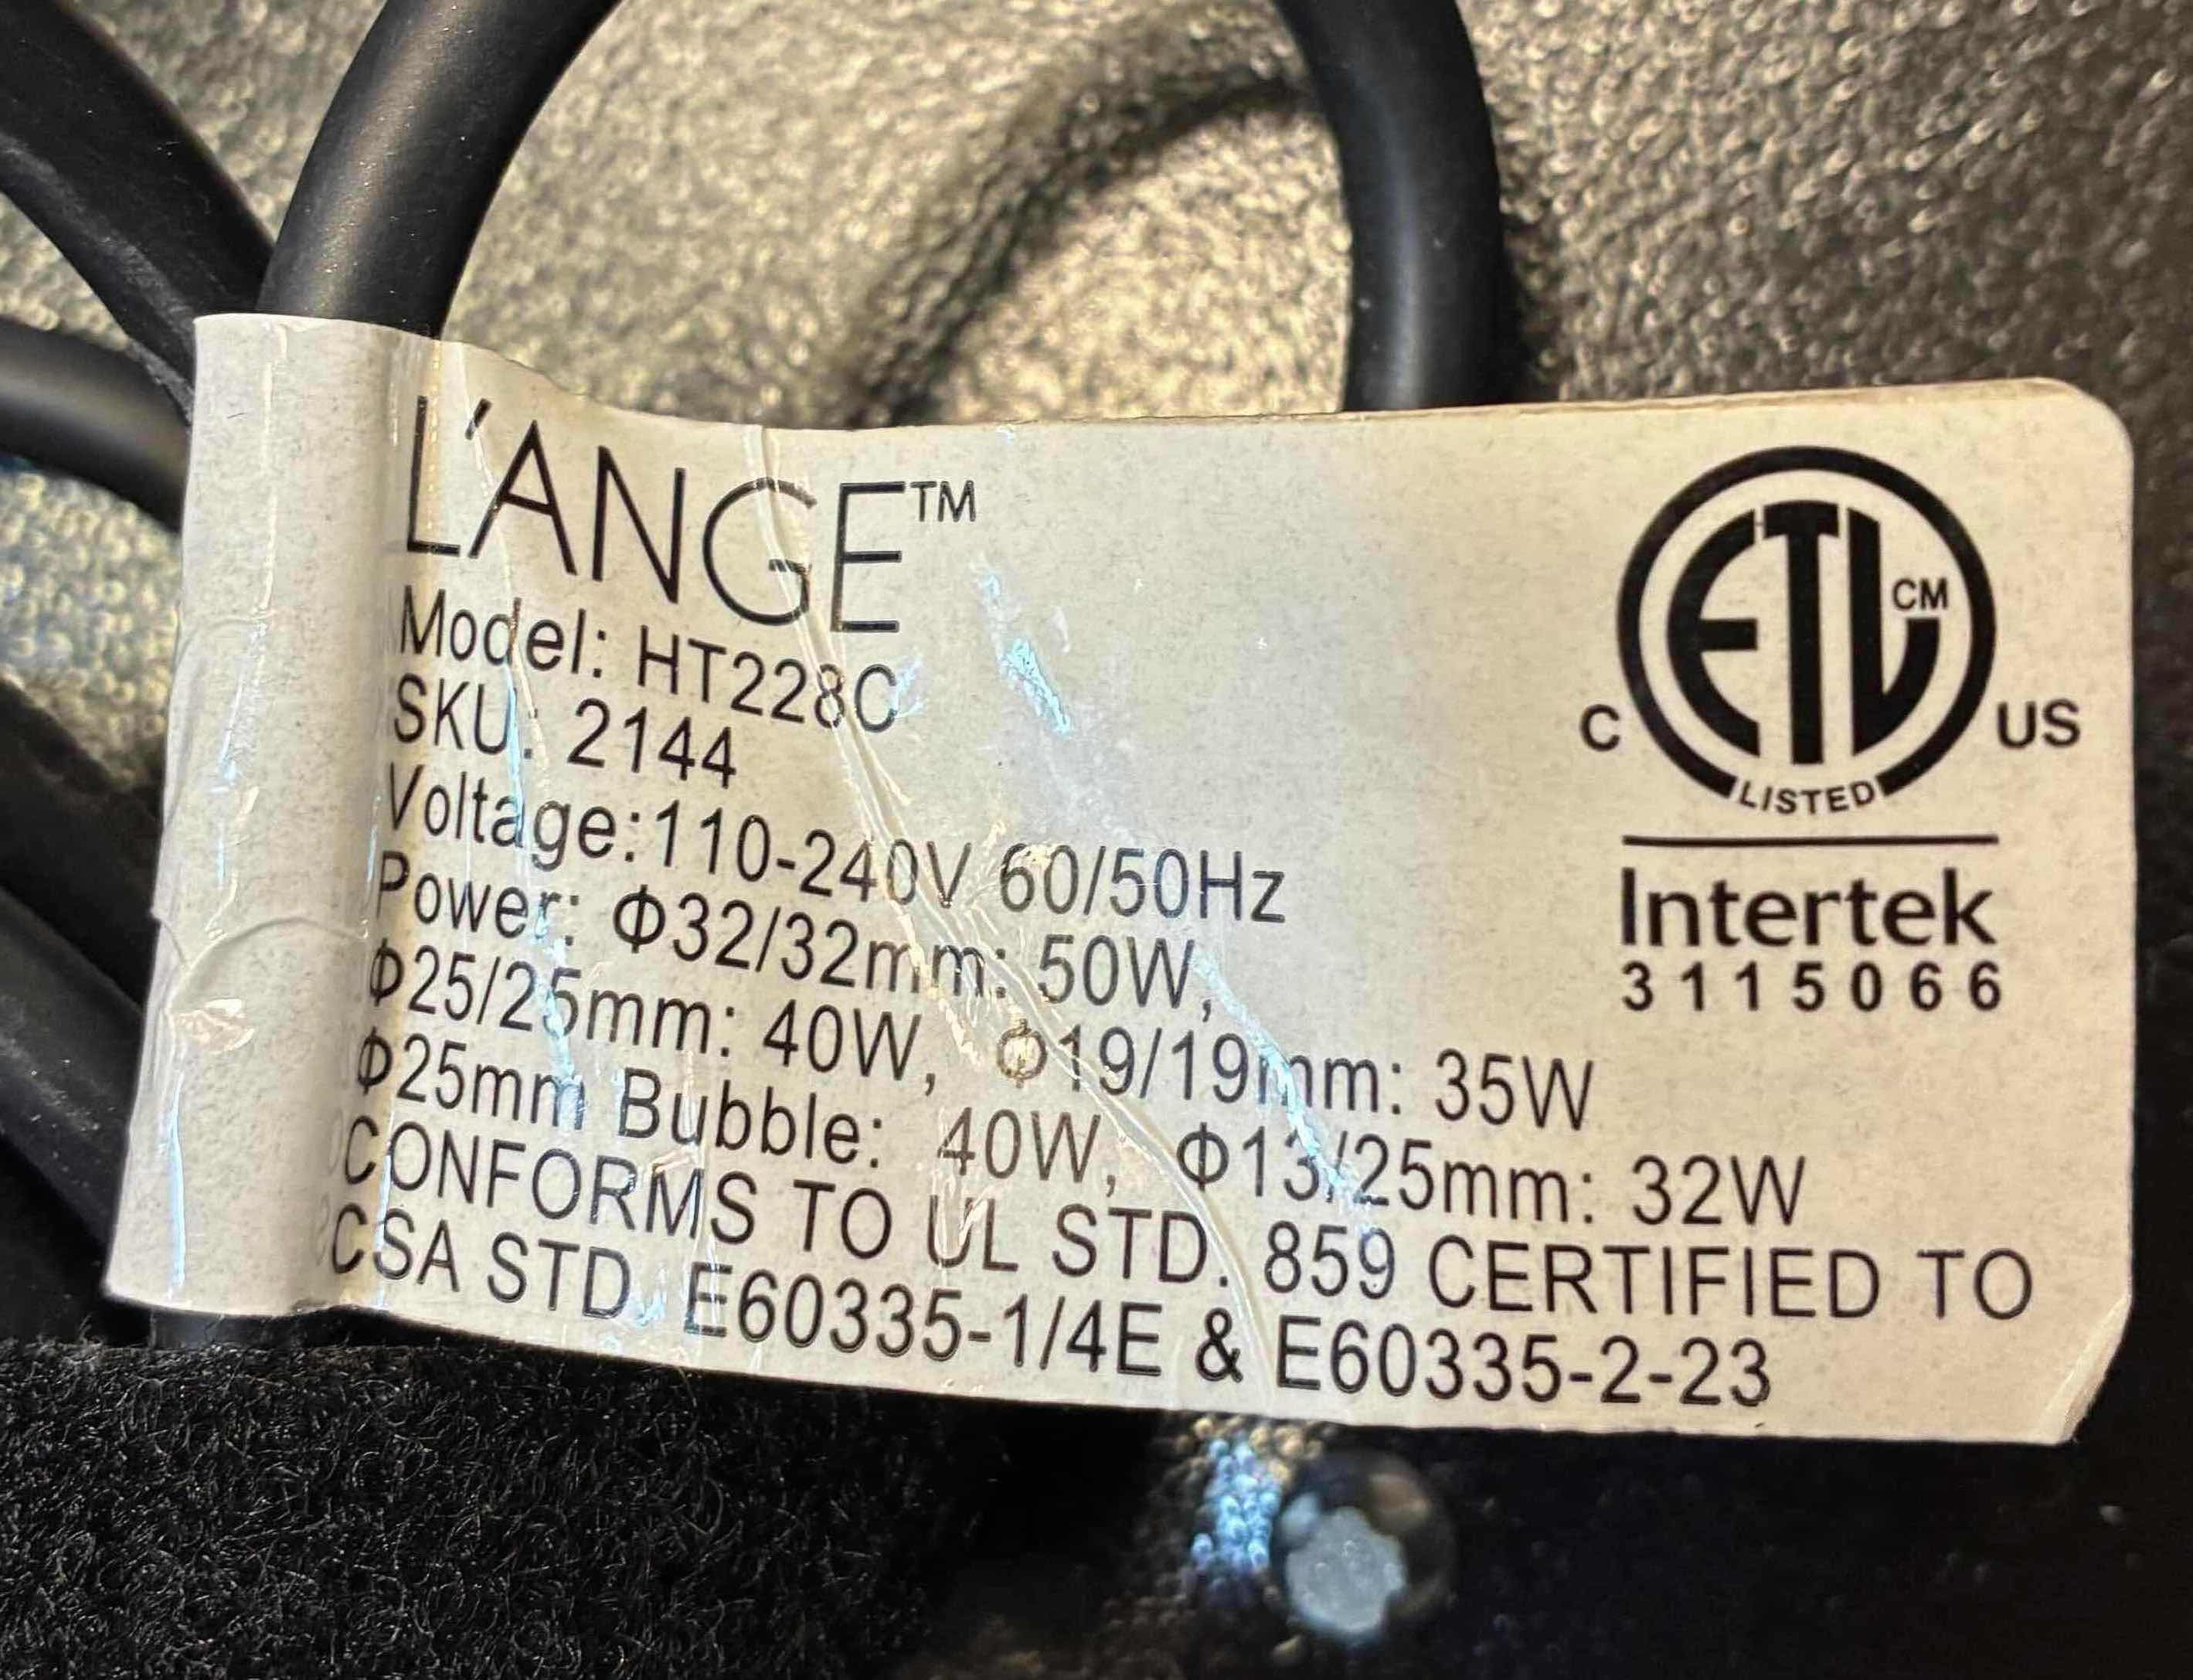 L'ANGE™
Model: HT228C
SKU: 2144
Voltage:110-240V 60/50Hz
Power: Φ32/32mm: 50W,
Φ25/25mm: 40W, Φ19/19mm: 35W
Φ25mm Bubble: 40W, Φ13/25mm: 32W
CONFORMS TO UL STD. 859 CERTIFIED TO
CSA STD. E60335-1/4E & E60335-2-23
ETL CM
C US
LISTED
Intertek
3115066